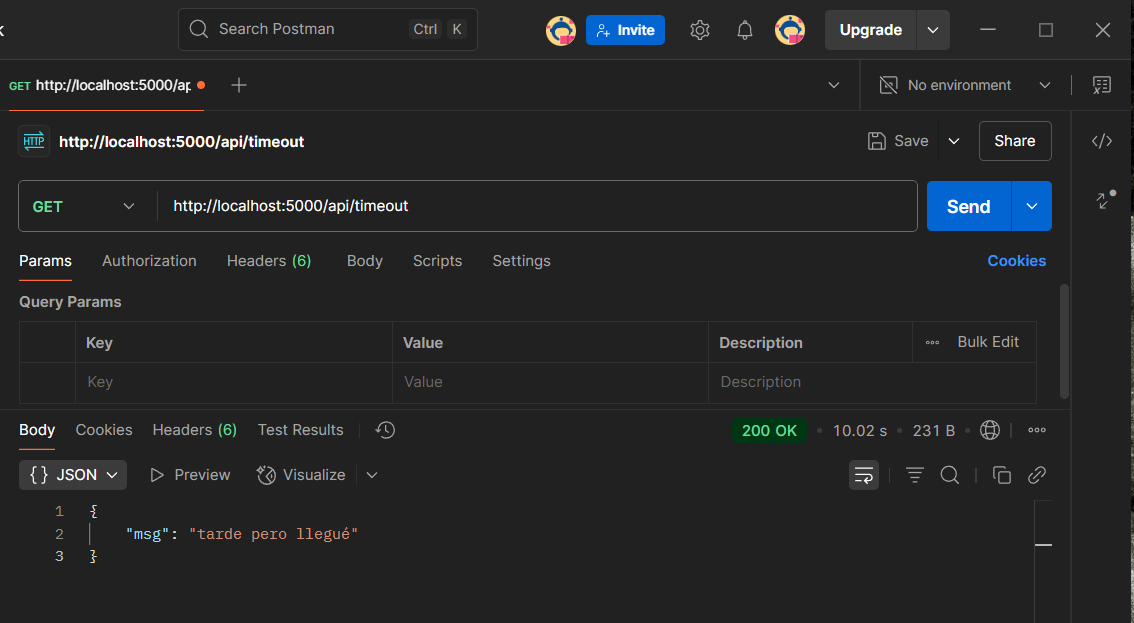 Search Postman Ctrl K Invite Upgrade
GET http://localhost:5000/ap No environment
HTTP http://localhost:5000/api/timeout Save Share
GET http://localhost:5000/api/timeout Send
Params Authorization Headers (6) Body Scripts Settings Cookies
Query Params
Key Value Description Bulk Edit
Key Value Description
Body Cookies Headers (6) Test Results 200 OK 10.02 s 231 B
{} JSON Preview Visualize
1 {
2 "msg": "tarde pero llegué"
3 }